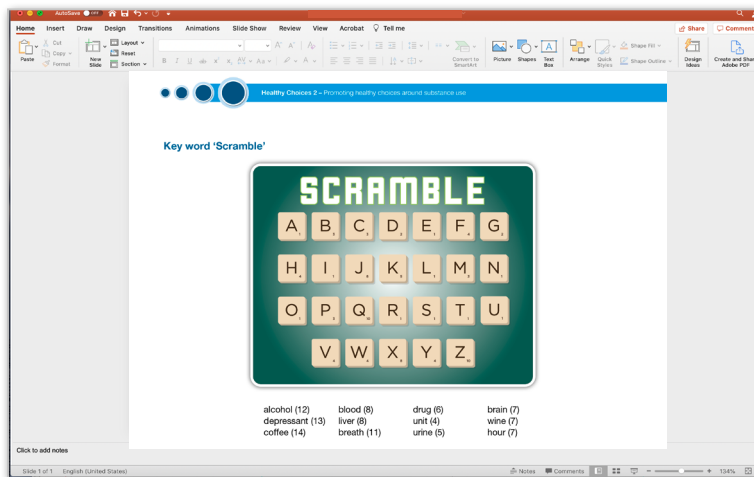 AutoSave OFF
Home Insert Draw Design Transitions Animations Slide Show Review View Acrobat Tell me Share Comments
Paste Cut Copy Format New Slide Layout Reset Section Convert to SmartArt Picture Shapes Text Box Arrange Quick Styles Shape Fill Shape Outline Design Ideas Create and Share Adobe PDF
Healthy Choices 2 – Promoting healthy choices around substance use
Key word ‘Scramble’
SCRAMBLE
A B C D E F G
H I J K L M N
O P Q R S T U
V W X Y Z
alcohol (12) blood (8) drug (6) brain (7)
depressant (13) liver (8) unit (4) wine (7)
coffee (14) breath (11) urine (5) hour (7)
Click to add notes
Slide 1 of 1 English (United States) Notes Comments 134%